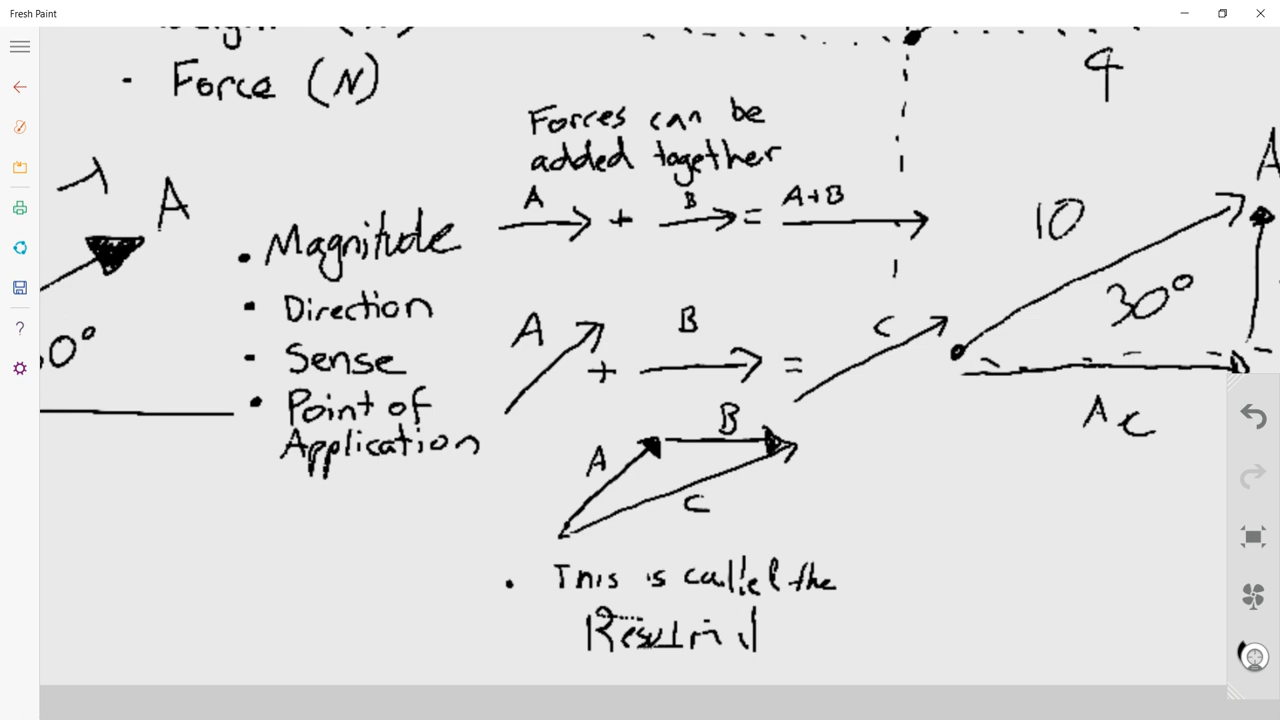 Fresh Paint
• Force (N)
4
Forces can be
added together
A + B = A+B
A
• Magnitude
• Direction
• Sense
• Point of
Application
A + B = C
A
B
C
10
30°
A
0°
• This is called the
?